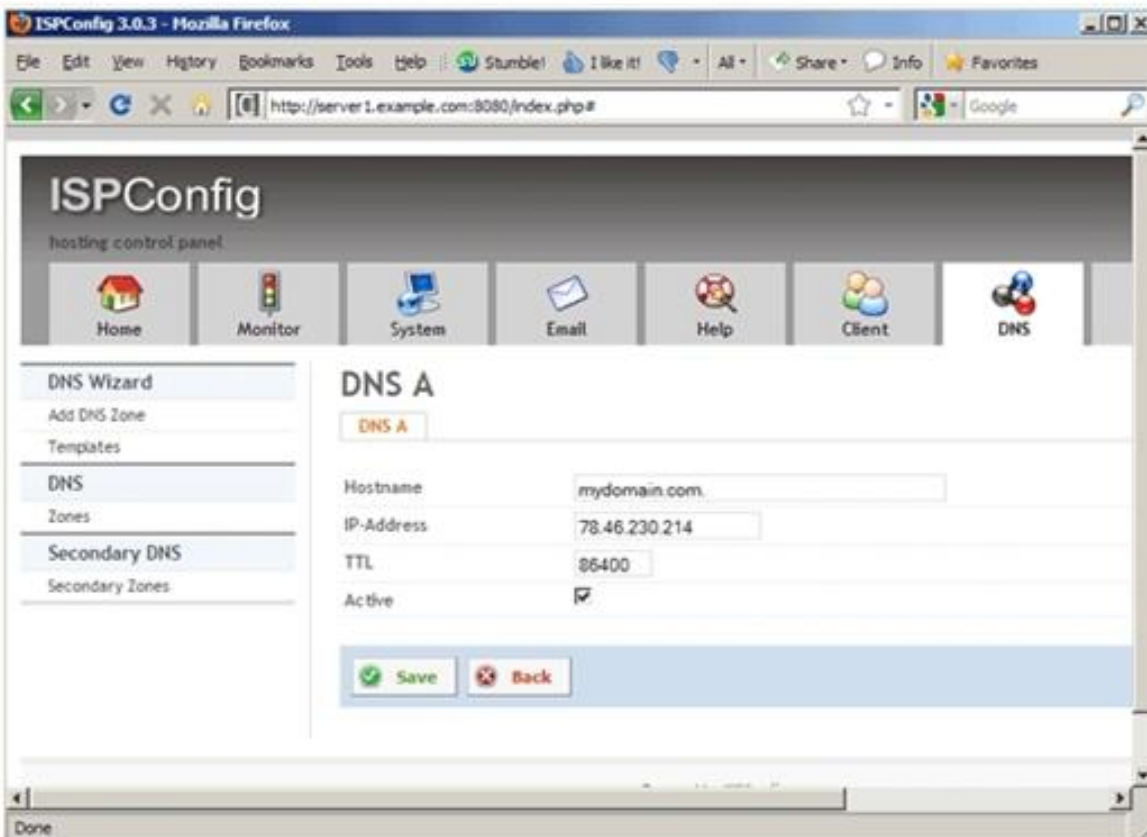 ISPConfig 3.0.3 - Mozilla Firefox
File Edit View History Bookmarks Tools Help Stumble! I like it! All Share Info Favorites
http://server1.example.com:8080/index.php# Google
ISPConfig
hosting control panel
Home Monitor System Email Help Client DNS
DNS Wizard
Add DNS Zone
Templates
DNS
Zones
Secondary DNS
Secondary Zones
DNS A
DNS A
Hostname mydomain.com.
IP-Address 78.46.230.214
TTL 86400
Active
Save Back
Done